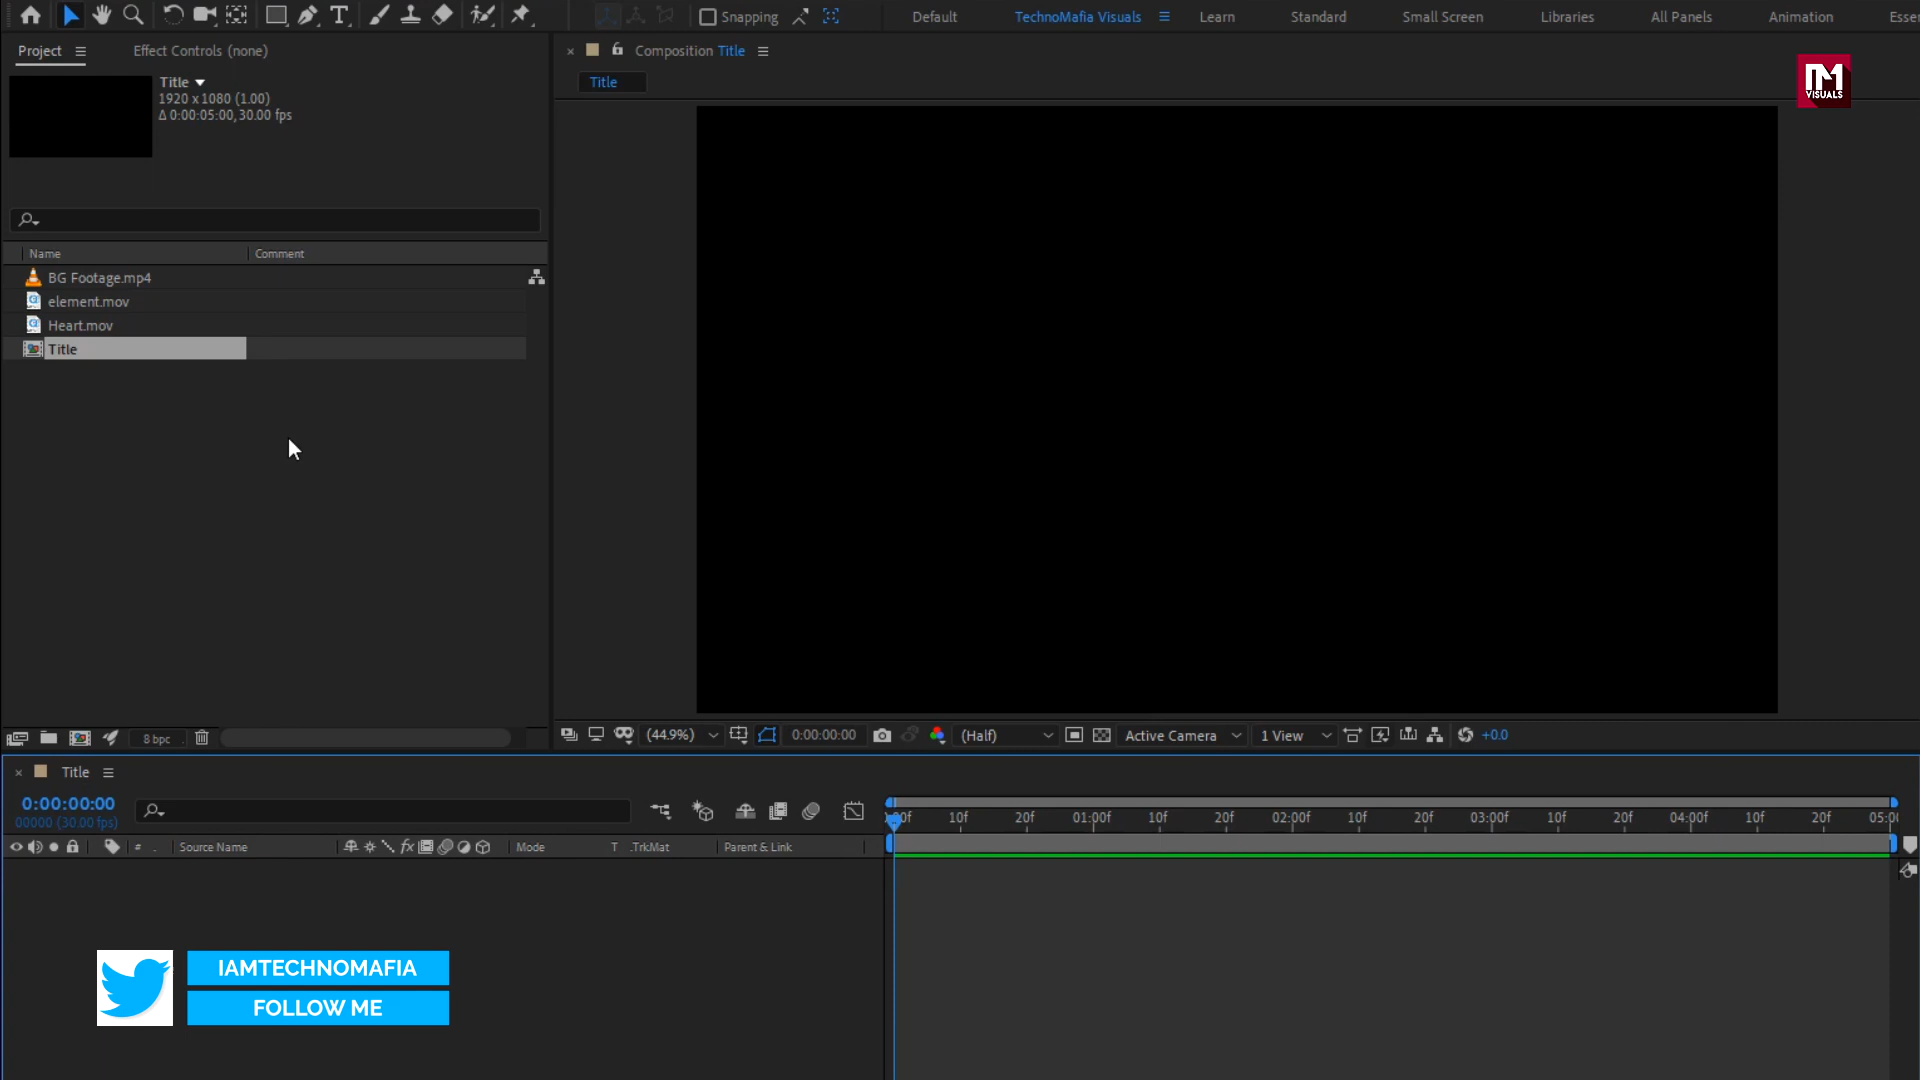 Snapping
Default
TechnoMafia Visuals
Learn
Standard
Small Screen
Libraries
All Panels
Animation
Project
Effect Controls (none)
Composition Title
Title
Title
1920 x 1080 (1.00)
Δ 0:00:05:00, 30.00 fps
VISUALS
Name
Comment
BG Footage.mp4
element.mov
Heart.mov
Title
8 bpc
(44.9%)
0:00:00:00
(Half)
Active Camera
1 View
+0.0
Title
0:00:00:00
00000 (30.00 fps)
10f
20f
01:00f
10f
20f
02:00f
10f
20f
03:00f
10f
20f
04:00f
10f
20f
#
Source Name
fx
Mode
T
.TrkMat
Parent & Link
IAMTECHNOMAFIA
FOLLOW ME